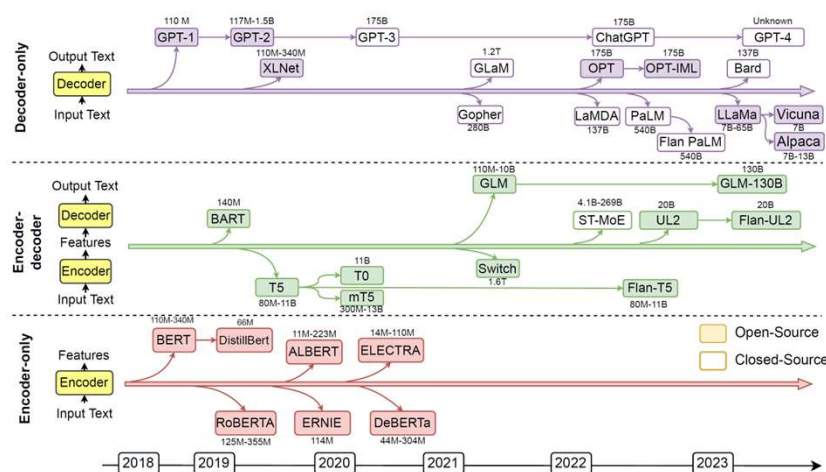 Decoder-only
Output Text
Decoder
Input Text
110 M
GPT-1
117M-1.5B
GPT-2
175B
GPT-3
175B
ChatGPT
Unknown
GPT-4
110M-340M
XLNet
1.2T
GLaM
175B
OPT
175B
OPT-IML
137B
Bard
Gopher
280B
LaMDA
137B
PaLM
540B
Flan PaLM
540B
LLaMa
7B-65B
Vicuna
7B
Alpaca
7B-13B
Encoder-decoder
Output Text
Decoder
Features
Encoder
Input Text
140M
BART
110M-10B
GLM
130B
GLM-130B
4.1B-269B
ST-MoE
20B
UL2
20B
Flan-UL2
T5
80M-11B
11B
T0
mT5
300M-13B
Switch
1.6T
Flan-T5
80M-11B
Encoder-only
Features
Encoder
Input Text
110M-340M
BERT
66M
DistillBert
11M-223M
ALBERT
14M-110M
ELECTRA
RoBERTA
125M-355M
ERNIE
114M
DeBERTa
44M-304M
Open-Source
Closed-Source
2018
2019
2020
2021
2022
2023